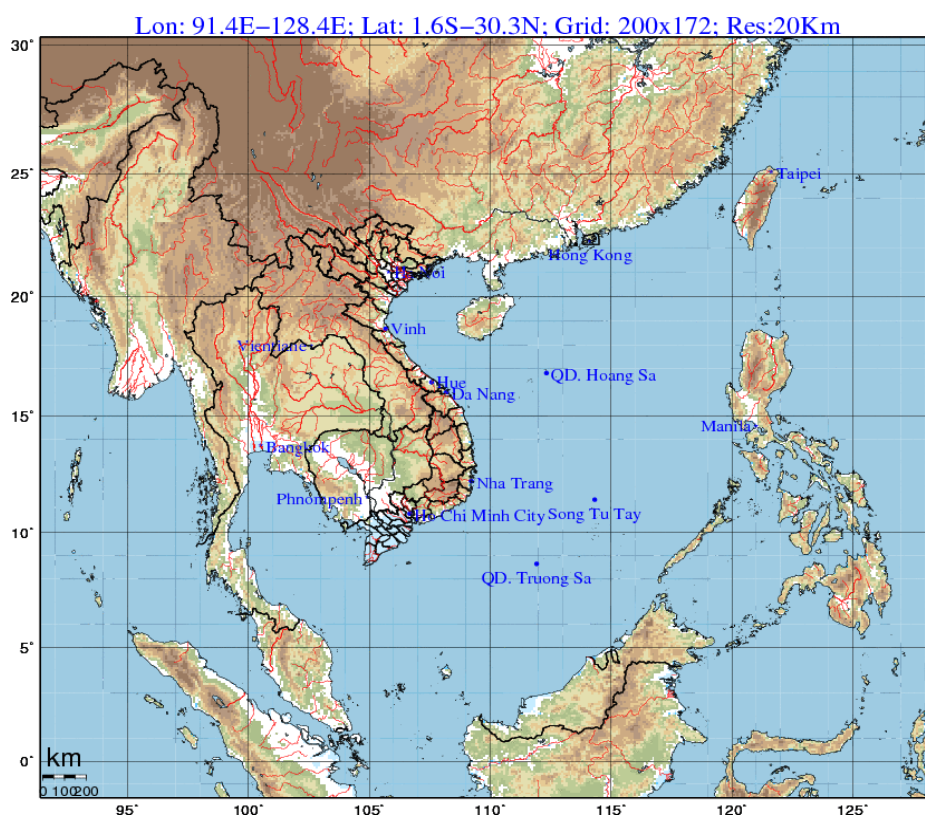 Lon: 91.4E−128.4E; Lat: 1.6S−30.3N; Grid: 200x172; Res:20Km
30°
25°
Taipei
Hong Kong
Ha Noi
20°
Vinh
Vientiane
QD. Hoang Sa
Hue
Da Nang
15°
Manila
Bangkok
Nha Trang
Phnompenh
Ho Chi Minh City
Song Tu Tay
10°
QD. Truong Sa
5°
km
0°
0 100 200
95° 100° 105° 110° 115° 120° 125°